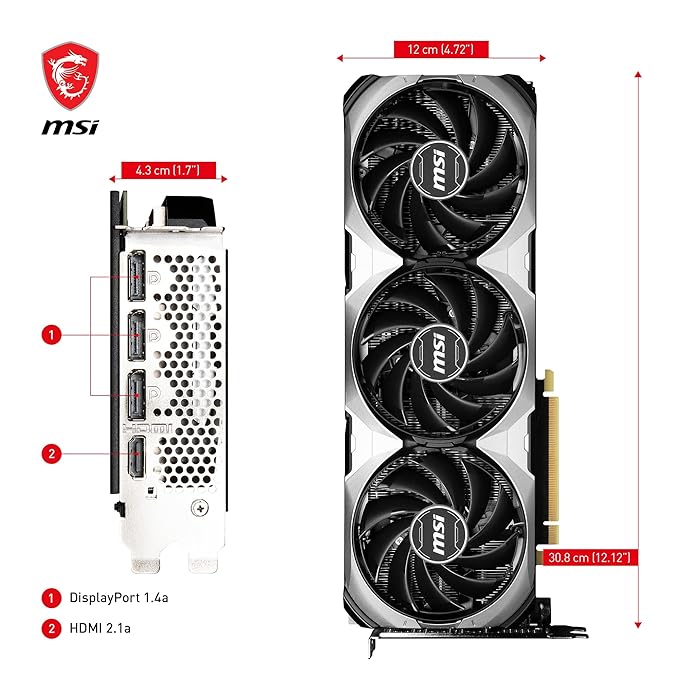 12 cm (4.72")
msi
4.3 cm (1.7")
msi
D
1
D
msi
D
HDMI
2
msi
30.8 cm (12.12")
1 DisplayPort 1.4a
2 HDMI 2.1a